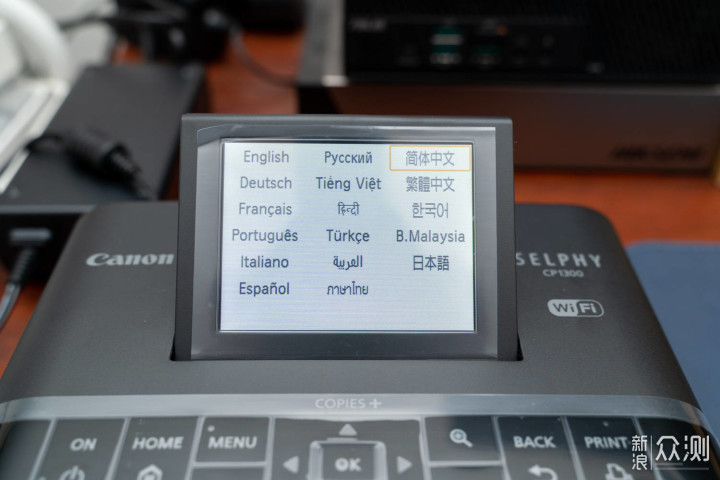 English Русский 简体中文
Deutsch Tiếng Việt 繁體中文
Français हिन्दी 한국어
Português Türkçe B.Malaysia
Italiano العربية 日本語
Español ภาษาไทย
Canon SELPHY
CP1300
Wi Fi
COPIES +
ON HOME MENU OK BACK PRINT
新浪 众测